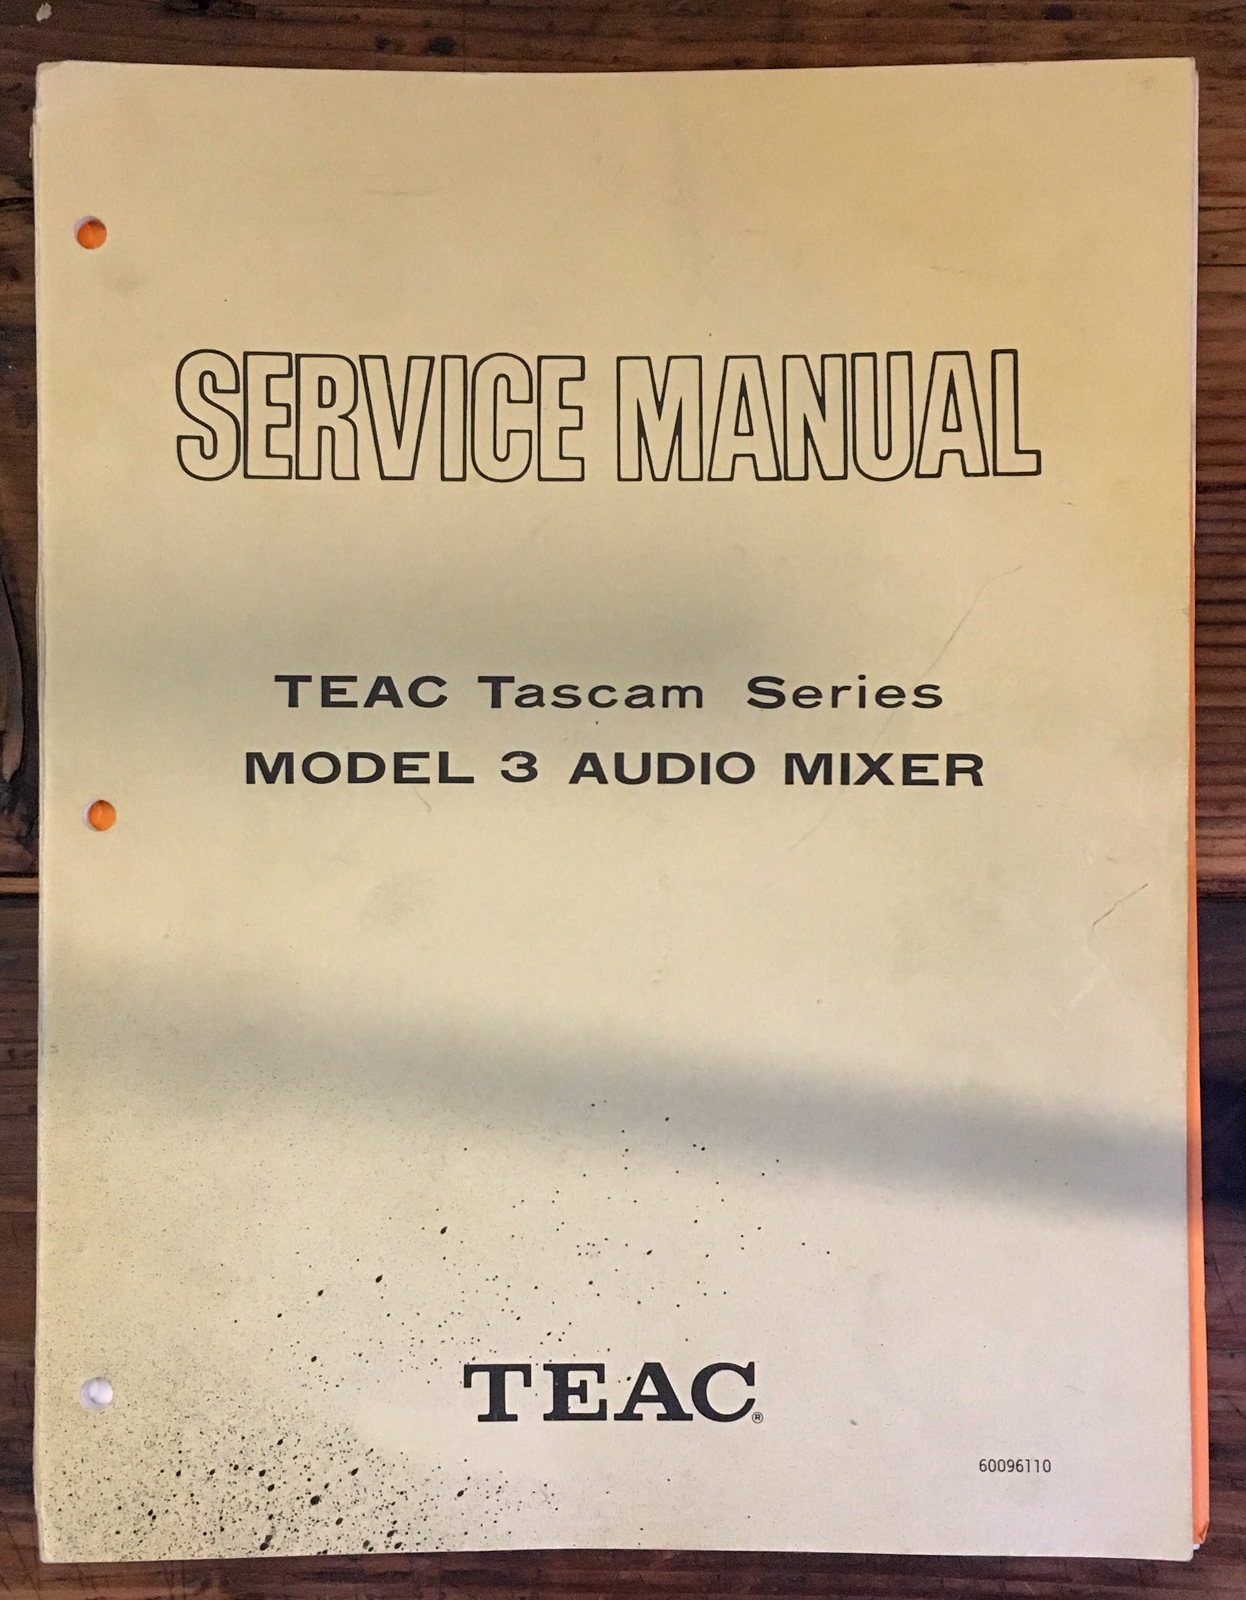 SERVICE MANUAL
TEAC Tascam Series
MODEL 3 AUDIO MIXER
TEAC®
60096110